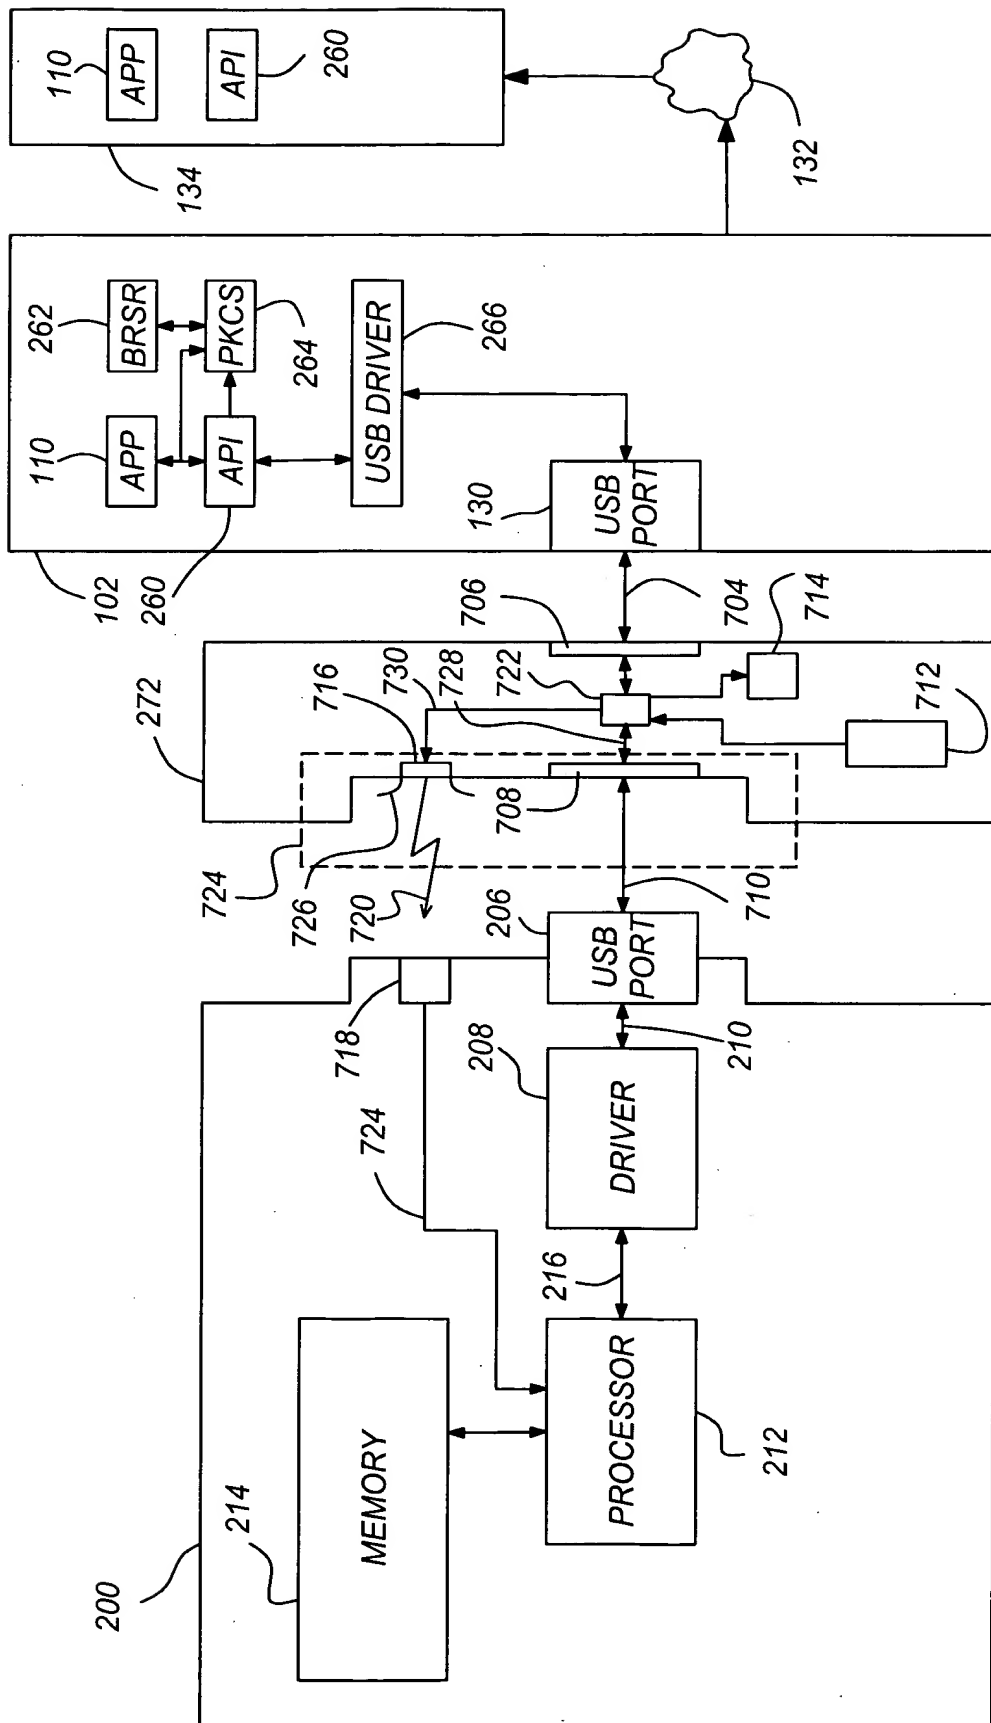 110
APP
API
260
134
132
262
BRSR
PKCS
264
110
APP
API
260
102
USB DRIVER
266
130
USB
PORT
272
716
730
722
728
706
704
714
712
724
726
720
708
710
206
USB
PORT
718
724
208
210
DRIVER
216
214
MEMORY
PROCESSOR
212
200